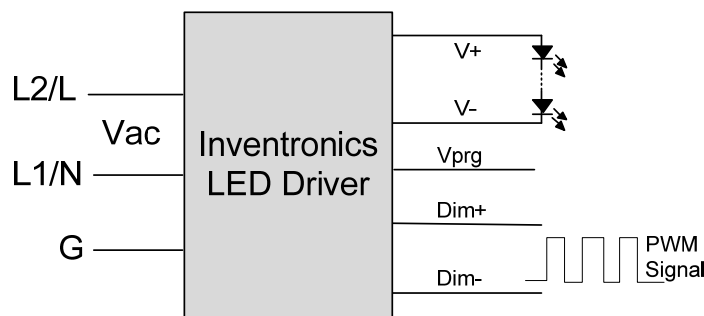 L2/L
Vac
L1/N
G
Inventronics
LED Driver
V+
V-
Vprg
Dim+
Dim-
PWM
Signal